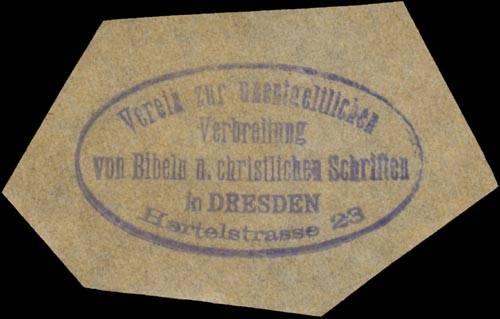 Verein zur unentgeltlichen
Verbreitung
von Bibeln u. christlichen Schriften
in DRESDEN
Hertelstrasse 23